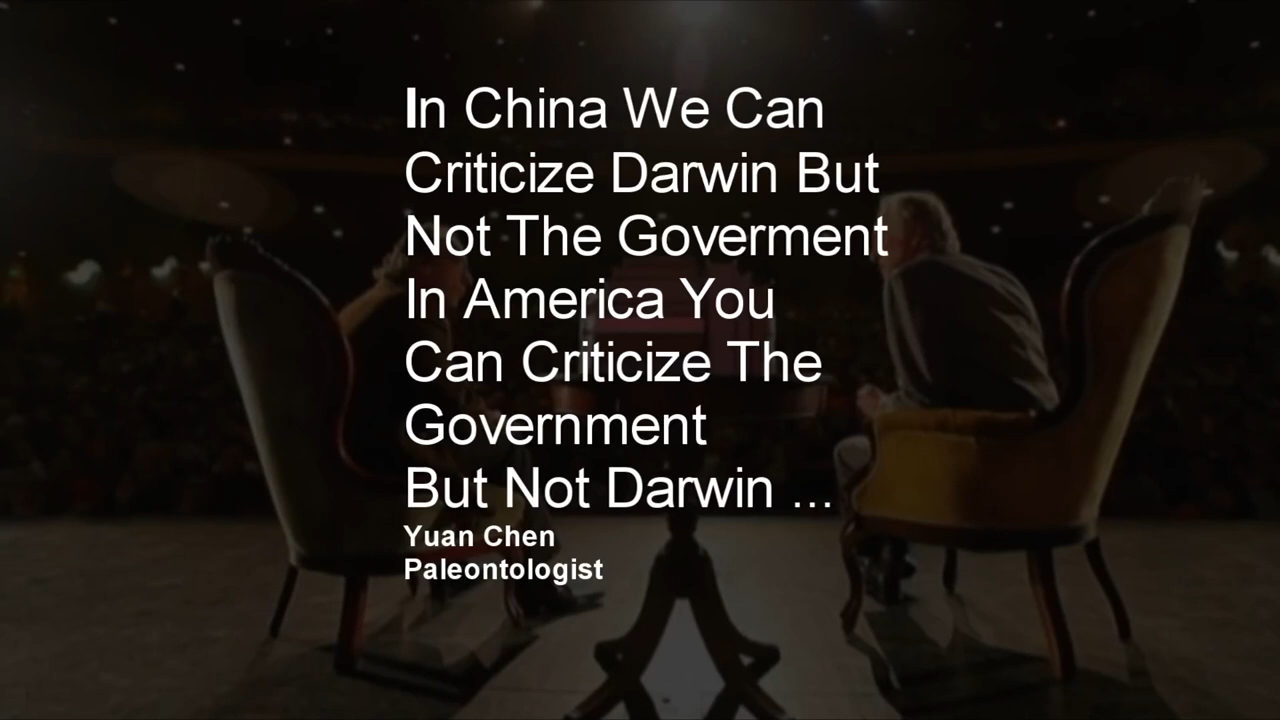 In China We Can
Criticize Darwin But
Not The Goverment
In America You
Can Criticize The
Government
But Not Darwin ...
Yuan Chen
Paleontologist